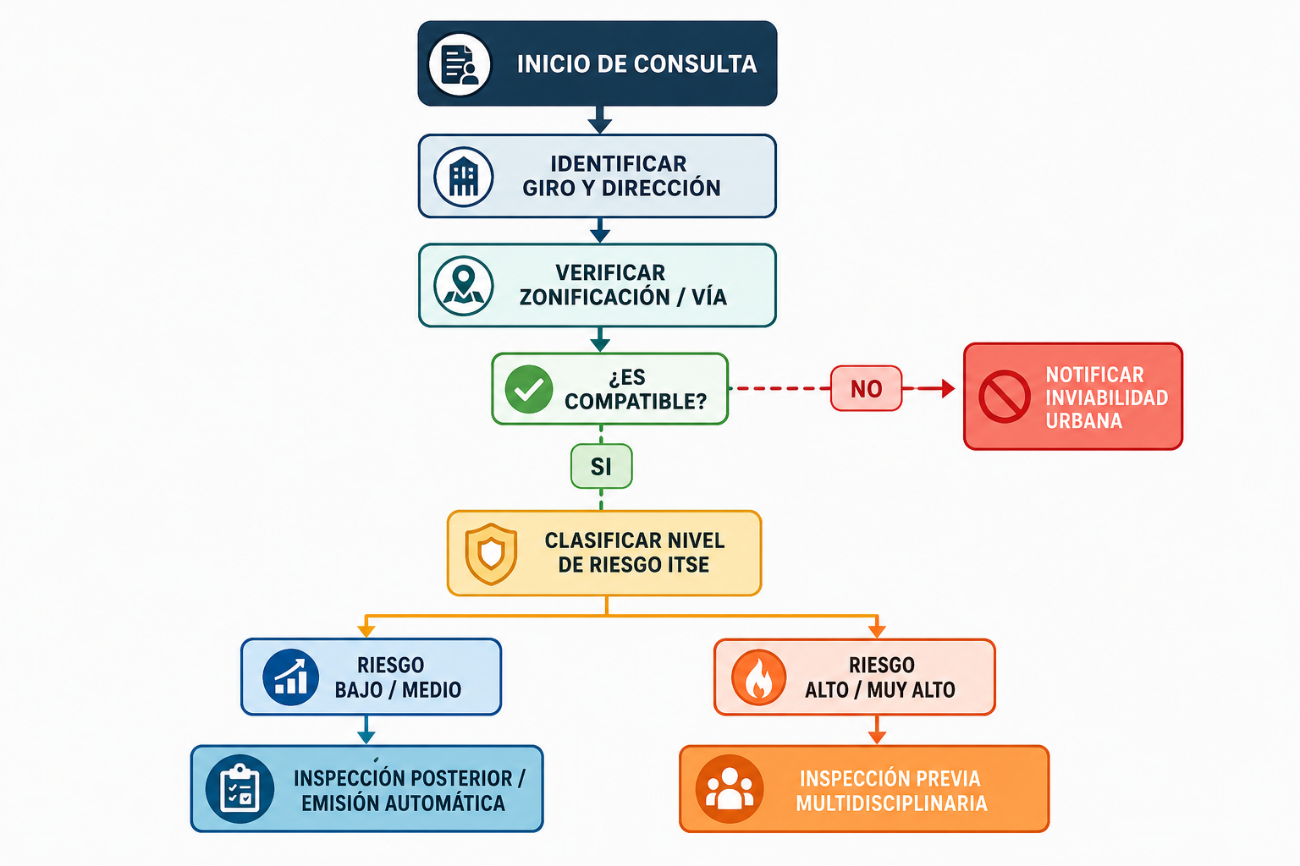 INICIO DE CONSULTA
IDENTIFICAR
GIRO Y DIRECCIÓN
VERIFICAR
ZONIFICACIÓN / VÍA
¿ES
COMPATIBLE?
NO
NOTIFICAR
INVIABILIDAD
URBANA
SI
CLASIFICAR NIVEL
DE RIESGO ITSE
RIESGO
BAJO / MEDIO
RIESGO
ALTO / MUY ALTO
INSPECCIÓN POSTERIOR /
EMISIÓN AUTOMÁTICA
INSPECCIÓN PREVIA
MULTIDISCIPLINARIA